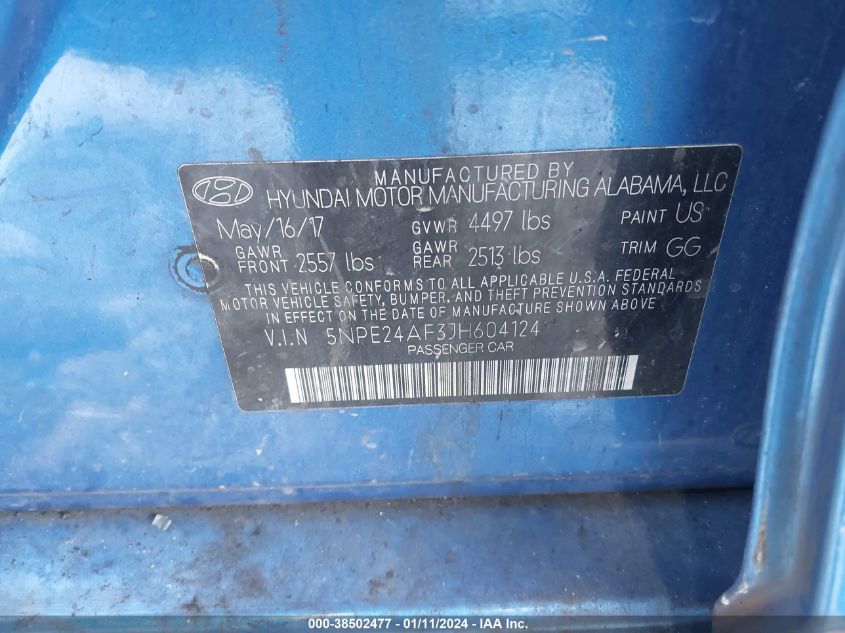 MANUFACTURED BY
HYUNDAI MOTOR MANUFACTURING ALABAMA, LLC
May/16/17 GVWR 4497 lbs PAINT US
GAWR FRONT 2557 lbs GAWR REAR 2513 lbs TRIM GG
THIS VEHICLE CONFORMS TO ALL APPLICABLE U.S.A. FEDERAL
MOTOR VEHICLE SAFETY, BUMPER, AND THEFT PREVENTION STANDARDS
IN EFFECT ON THE DATE OF MANUFACTURE SHOWN ABOVE.
V.I.N 5NPE24AF3JH604124
PASSENGER CAR
000-38502477 - 01/11/2024 - IAA Inc.